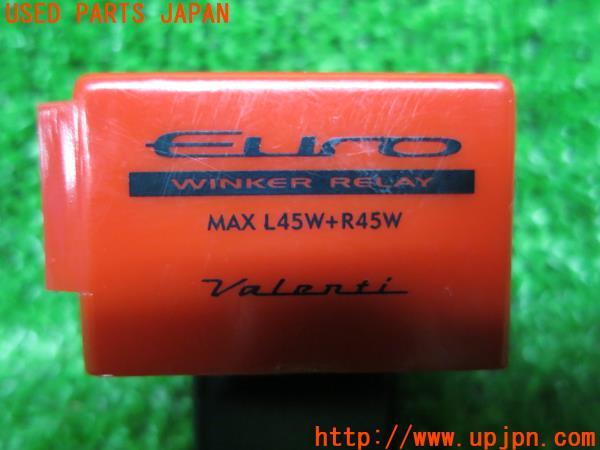 USED PARTS JAPAN
EURO
WINKER RELAY
MAX L45W+R45W
Valenti
http://www.upjpn.com/